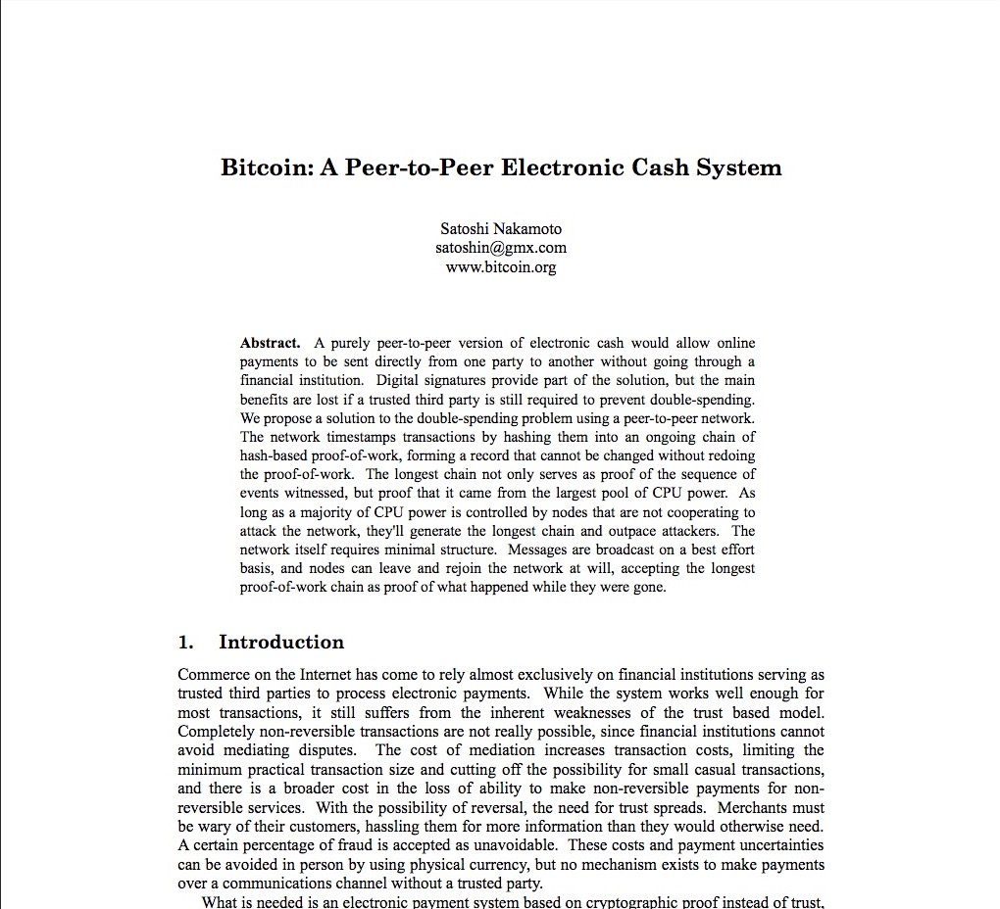 Bitcoin: A Peer-to-Peer Electronic Cash System
Satoshi Nakamoto
satoshin@gmx.com
www.bitcoin.org
Abstract. A purely peer-to-peer version of electronic cash would allow online
payments to be sent directly from one party to another without going through a
financial institution. Digital signatures provide part of the solution, but the main
benefits are lost if a trusted third party is still required to prevent double-spending.
We propose a solution to the double-spending problem using a peer-to-peer network.
The network timestamps transactions by hashing them into an ongoing chain of
hash-based proof-of-work, forming a record that cannot be changed without redoing
the proof-of-work. The longest chain not only serves as proof of the sequence of
events witnessed, but proof that it came from the largest pool of CPU power. As
long as a majority of CPU power is controlled by nodes that are not cooperating to
attack the network, they'll generate the longest chain and outpace attackers. The
network itself requires minimal structure. Messages are broadcast on a best effort
basis, and nodes can leave and rejoin the network at will, accepting the longest
proof-of-work chain as proof of what happened while they were gone.
1. Introduction
Commerce on the Internet has come to rely almost exclusively on financial institutions serving as
trusted third parties to process electronic payments. While the system works well enough for
most transactions, it still suffers from the inherent weaknesses of the trust based model.
Completely non-reversible transactions are not really possible, since financial institutions cannot
avoid mediating disputes. The cost of mediation increases transaction costs, limiting the
minimum practical transaction size and cutting off the possibility for small casual transactions,
and there is a broader cost in the loss of ability to make non-reversible payments for non-
reversible services. With the possibility of reversal, the need for trust spreads. Merchants must
be wary of their customers, hassling them for more information than they would otherwise need.
A certain percentage of fraud is accepted as unavoidable. These costs and payment uncertainties
can be avoided in person by using physical currency, but no mechanism exists to make payments
over a communications channel without a trusted party.
What is needed is an electronic payment system based on cryptographic proof instead of trust,